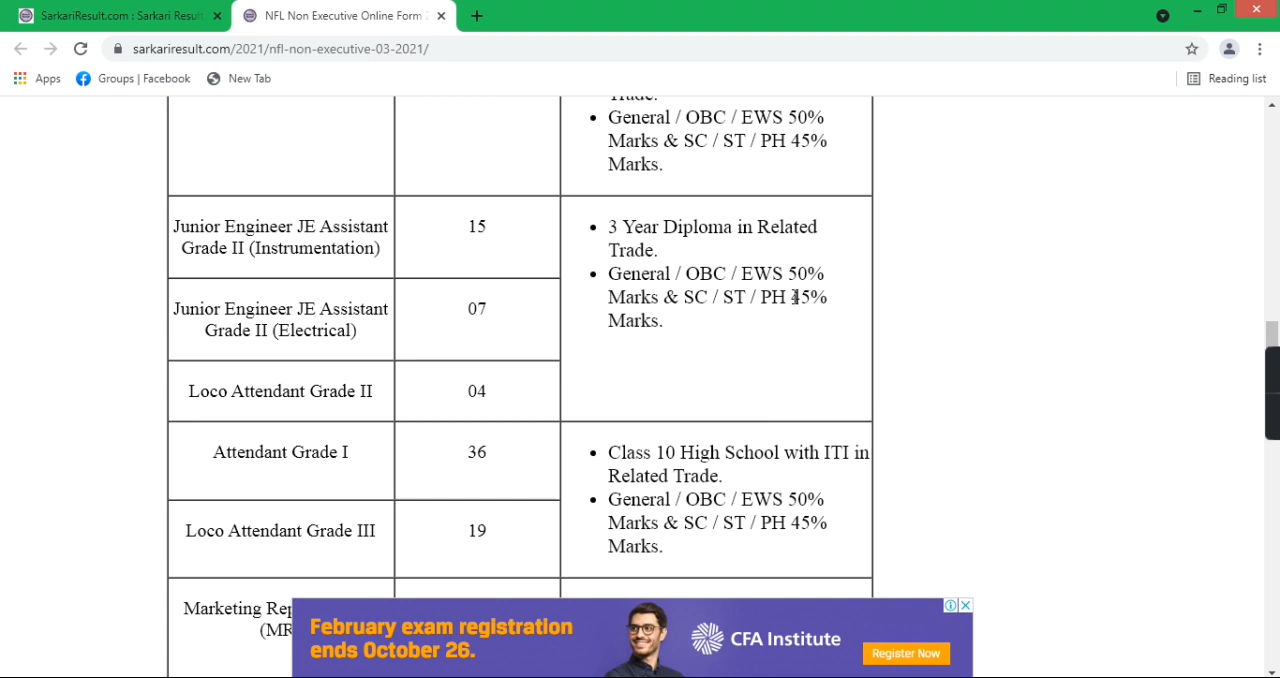 SarkariResult.com : Sarkari Result
NFL Non Executive Online Form 2
sarkariresult.com/2021/nfl-non-executive-03-2021/
Apps
Groups | Facebook
New Tab
Reading list
Trade.
• General / OBC / EWS 50%
Marks & SC / ST / PH 45%
Marks.
Junior Engineer JE Assistant
Grade II (Instrumentation)
15
• 3 Year Diploma in Related
Trade.
• General / OBC / EWS 50%
Marks & SC / ST / PH 45%
Marks.
Junior Engineer JE Assistant
Grade II (Electrical)
07
Loco Attendant Grade II
04
Attendant Grade I
36
• Class 10 High School with ITI in
Related Trade.
• General / OBC / EWS 50%
Marks & SC / ST / PH 45%
Marks.
Loco Attendant Grade III
19
Marketing Rep
(MR
February exam registration
ends October 26.
CFA Institute
Register Now